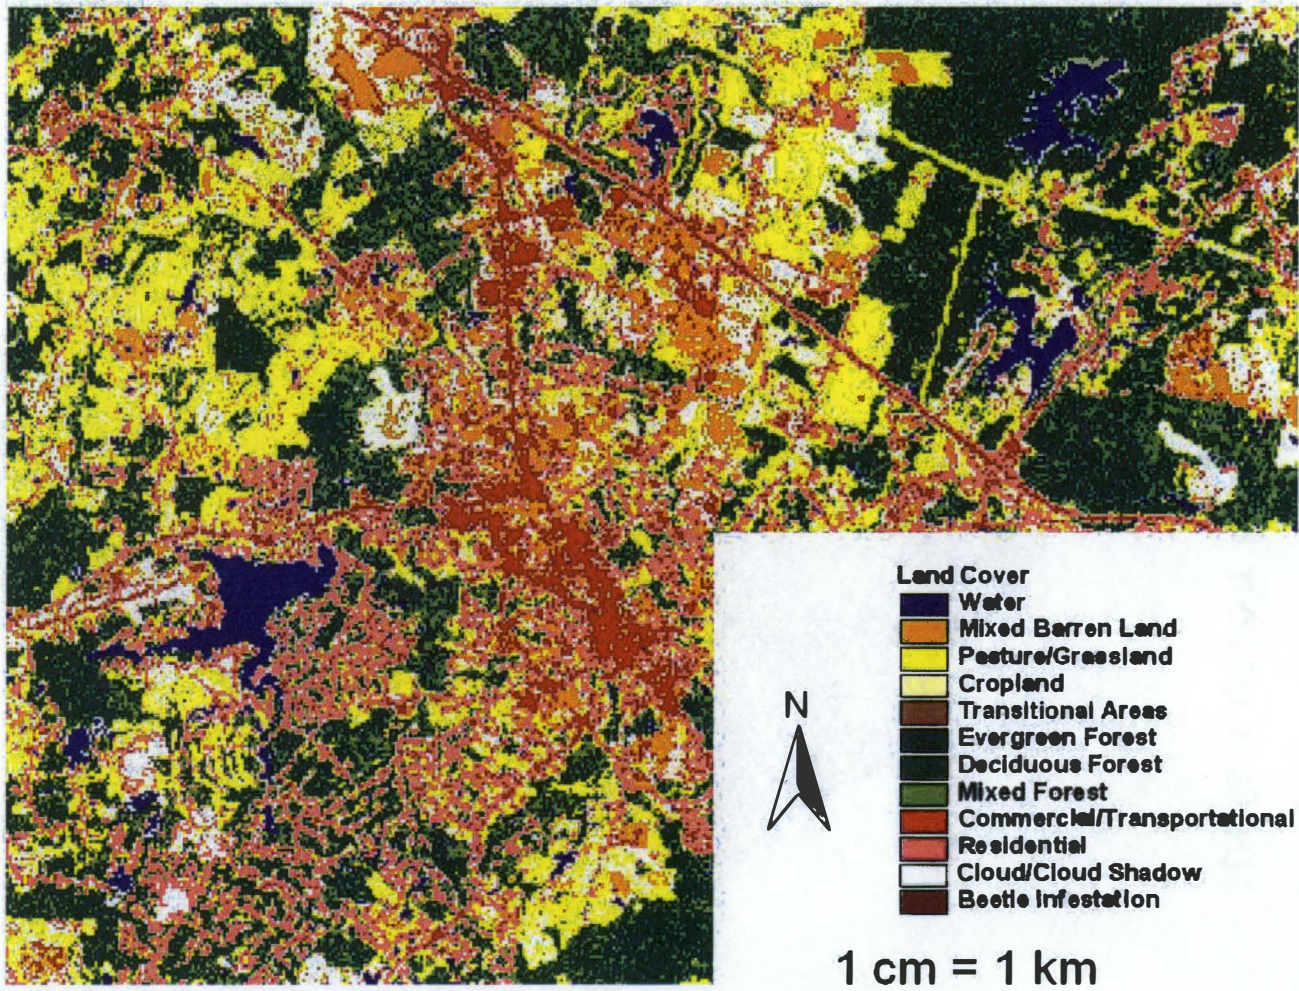 Land Cover
Water
Mixed Barren Land
Pasture/Grassland
Cropland
Transitional Areas
Evergreen Forest
Deciduous Forest
Mixed Forest
Commercial/Transportational
Residential
Cloud/Cloud Shadow
Beetle Infestation
N
1 cm = 1 km